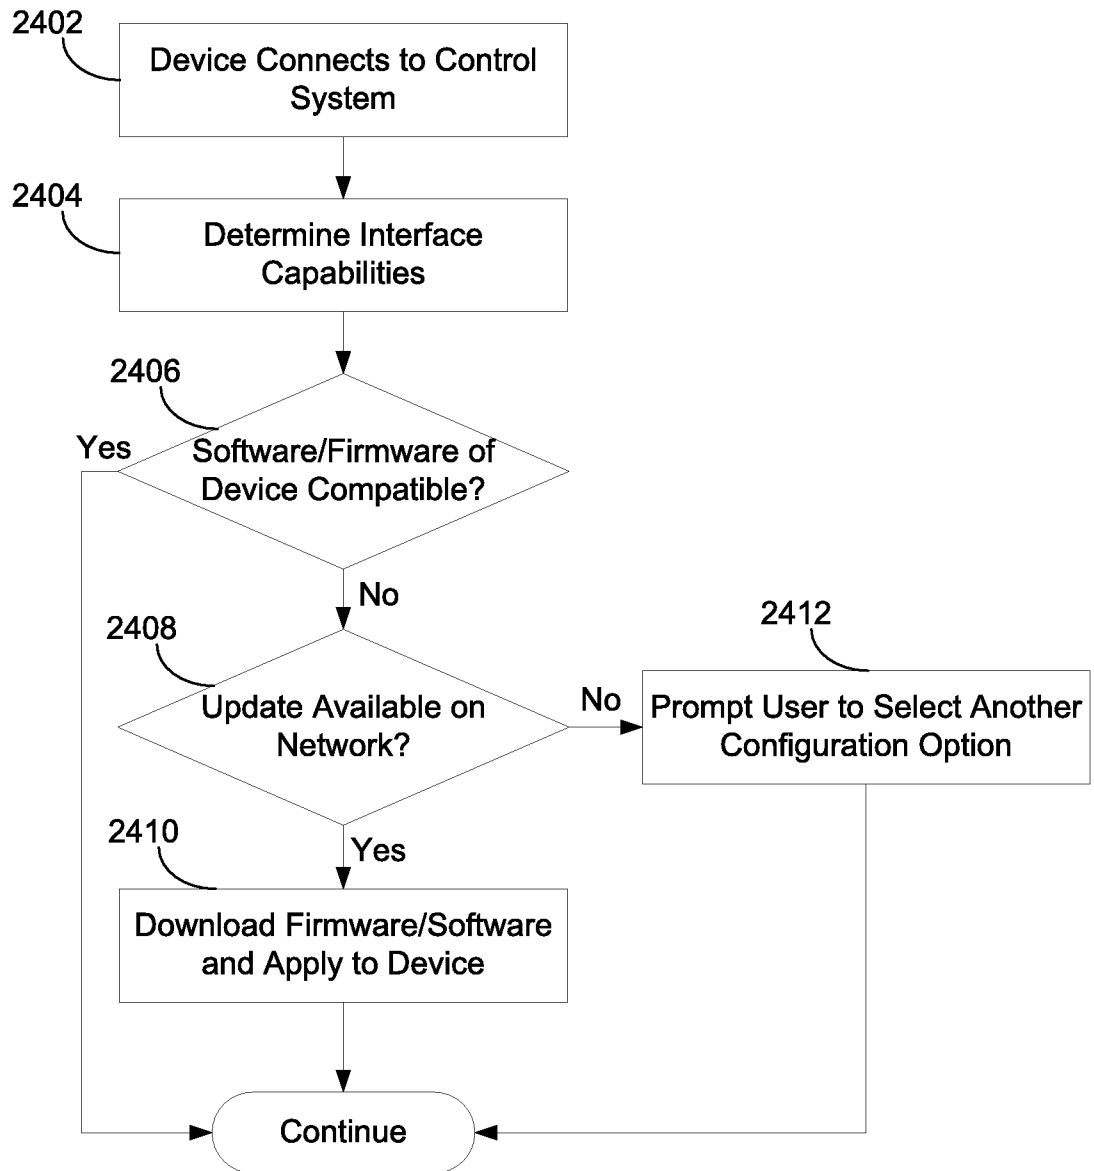 2402
Device Connects to Control
System
2404
Determine Interface
Capabilities
2406
Yes
Software/Firmware of
Device Compatible?
No
2408
Update Available on
Network?
No
2412
Prompt User to Select Another
Configuration Option
Yes
2410
Download Firmware/Software
and Apply to Device
Continue